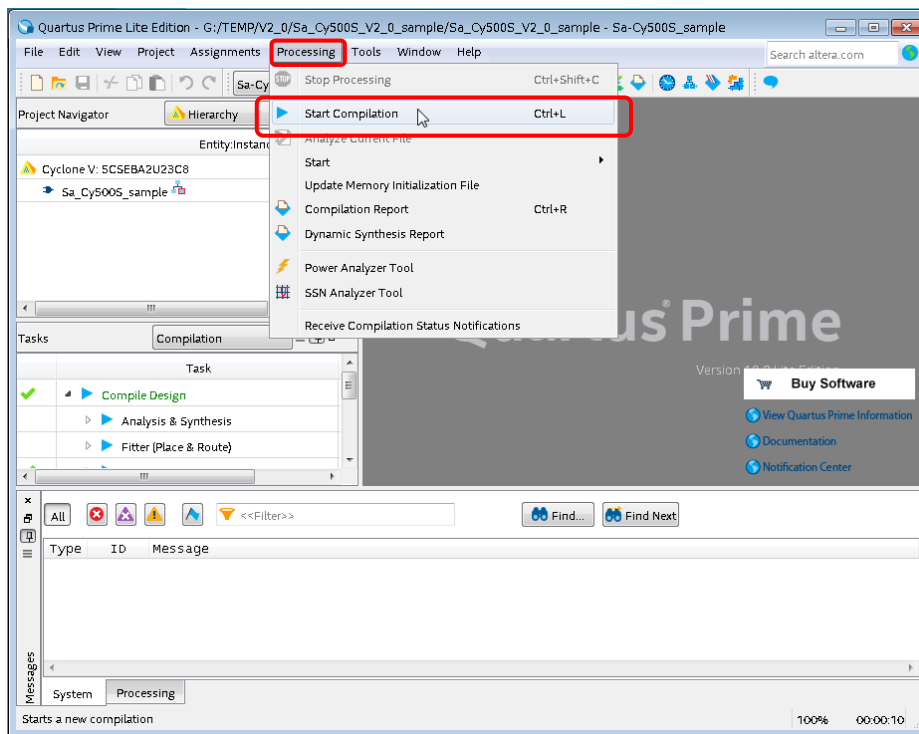 Quartus Prime Lite Edition - G:/TEMP/V2_0/Sa_Cy500S_V2_0_sample/Sa_Cy500S_V2_0_sample - Sa-Cy500S_sample
File Edit View Project Assignments Processing Tools Window Help
Search altera.com
Sa-Cy
STOP Stop Processing Ctrl+Shift+C
Start Compilation Ctrl+L
Analyze Current File
Start
Update Memory Initialization File
Compilation Report Ctrl+R
Dynamic Synthesis Report
Power Analyzer Tool
SSN Analyzer Tool
Receive Compilation Status Notifications
Project Navigator Hierarchy
Entity:Instanc
Cyclone V: 5CSEBA2U23C8
Sa_Cy500S_sample
Tasks Compilation
Task
Compile Design
Analysis & Synthesis
Fitter (Place & Route)
Prime
Version
Buy Software
View Quartus Prime Information
Documentation
Notification Center
All <<Filter>> Find... Find Next
Type ID Message
Messages
System Processing
Starts a new compilation 100% 00:00:10